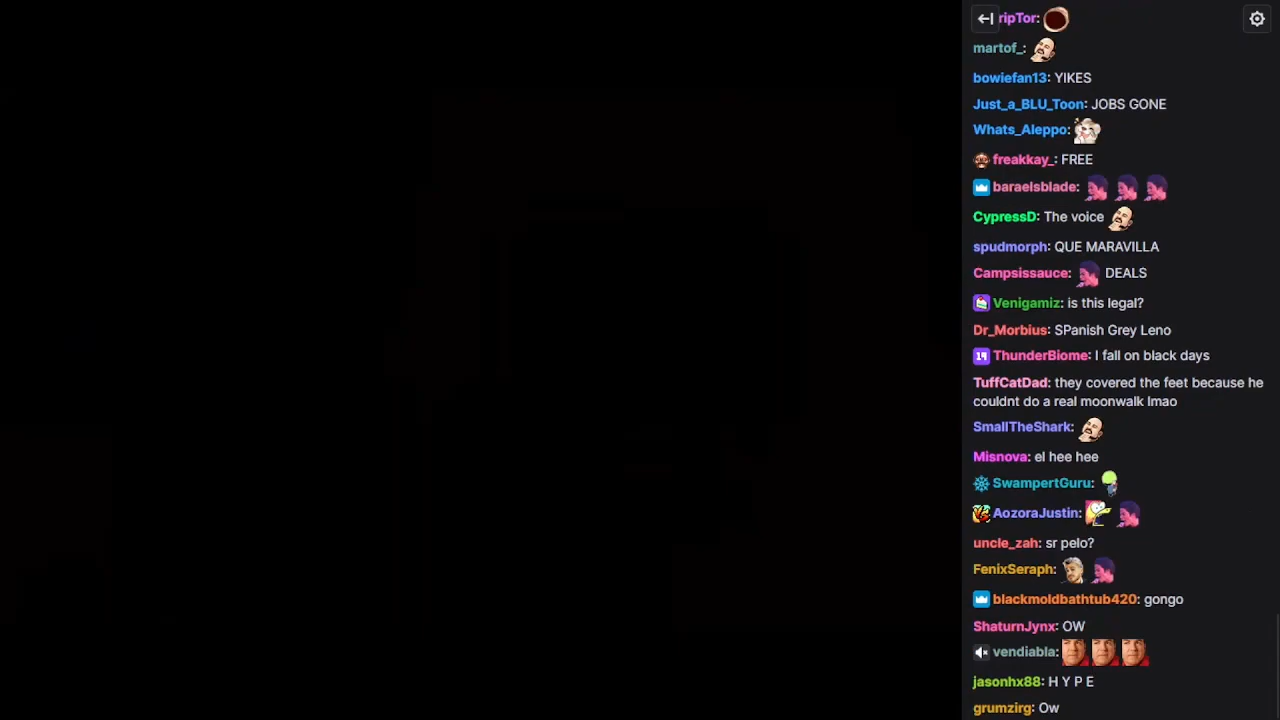 ripTor:
martof_:
bowiefan13: YIKES
Just_a_BLU_Toon: JOBS GONE
Whats_Aleppo:
freakkay_: FREE
baraelsblade:
CypressD: The voice
spudmorph: QUE MARAVILLA
Campsissauce: DEALS
Venigamiz: is this legal?
Dr_Morbius: SPanish Grey Leno
ThunderBiome: I fall on black days
TuffCatDad: they covered the feet because he
couldnt do a real moonwalk lmao
SmallTheShark:
Misnova: el hee hee
SwampertGuru:
AozoraJustin:
uncle_zah: sr pelo?
FenixSeraph:
blackmoldbathtub420: gongo
ShaturnJynx: OW
vendiabla:
jasonhx88: H Y P E
grumzirg: Ow